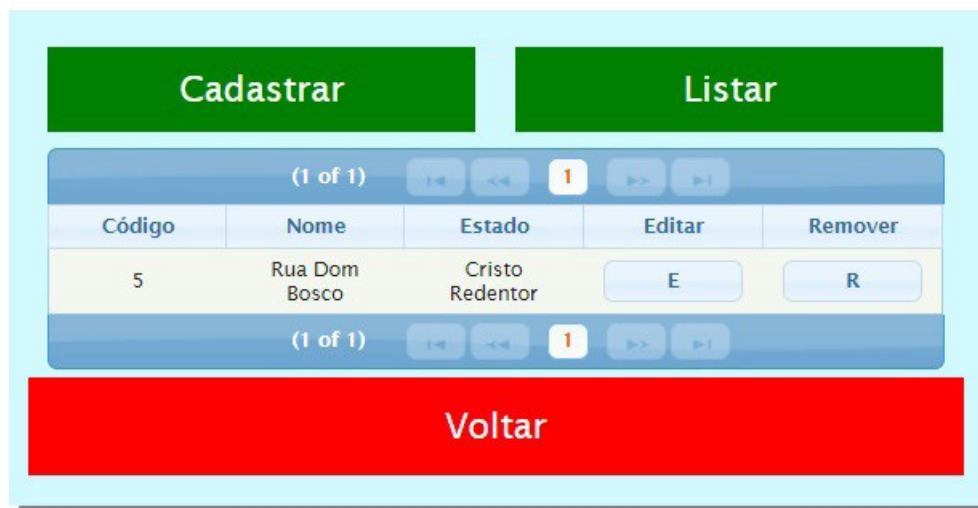 Cadastrar Listar
(1 of 1) 1
Código Nome Estado Editar Remover
5 Rua Dom Bosco Cristo Redentor E R
(1 of 1) 1
Voltar